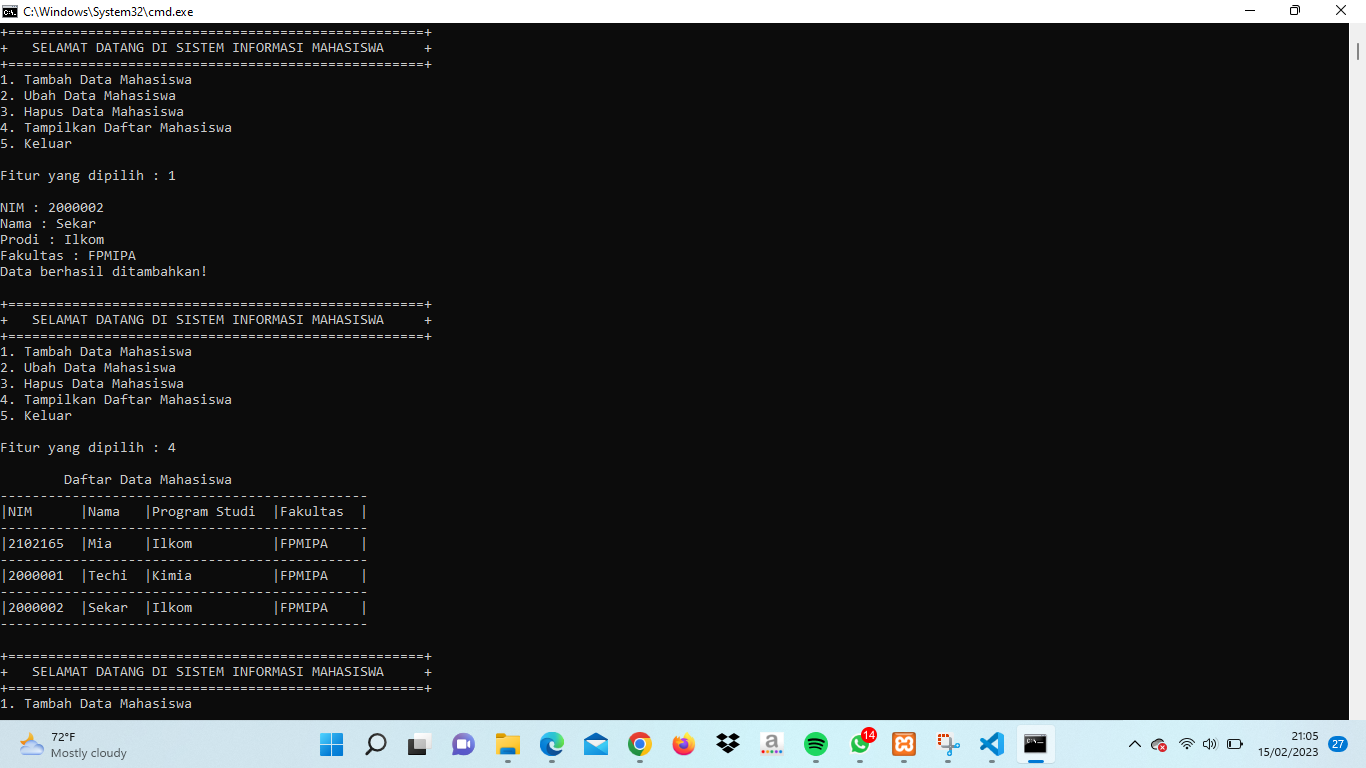 C:\Windows\System32\cmd.exe
+====================================================+
+   SELAMAT DATANG DI SISTEM INFORMASI MAHASISWA     +
+====================================================+
1. Tambah Data Mahasiswa
2. Ubah Data Mahasiswa
3. Hapus Data Mahasiswa
4. Tampilkan Daftar Mahasiswa
5. Keluar
Fitur yang dipilih : 1
NIM : 2000002
Nama : Sekar
Prodi : Ilkom
Fakultas : FPMIPA
Data berhasil ditambahkan!
+====================================================+
+   SELAMAT DATANG DI SISTEM INFORMASI MAHASISWA     +
+====================================================+
1. Tambah Data Mahasiswa
2. Ubah Data Mahasiswa
3. Hapus Data Mahasiswa
4. Tampilkan Daftar Mahasiswa
5. Keluar
Fitur yang dipilih : 4
        Daftar Data Mahasiswa
----------------------------------------------
|NIM      |Nama   |Program Studi  |Fakultas  |
----------------------------------------------
|2102165  |Mia    |Ilkom          |FPMIPA    |
----------------------------------------------
|2000001  |Techi  |Kimia          |FPMIPA    |
----------------------------------------------
|2000002  |Sekar  |Ilkom          |FPMIPA    |
----------------------------------------------
+====================================================+
+   SELAMAT DATANG DI SISTEM INFORMASI MAHASISWA     +
+====================================================+
1. Tambah Data Mahasiswa
72°F
Mostly cloudy
a
14
21:05
15/02/2023
27